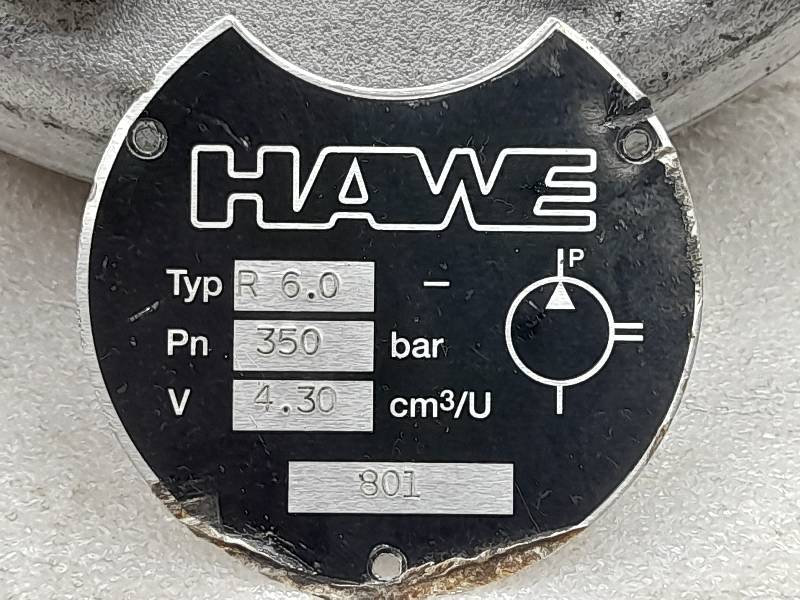 HAWE
P
Typ R 6.0 –
Pn 350 bar
V 4.30 cm³/U
801